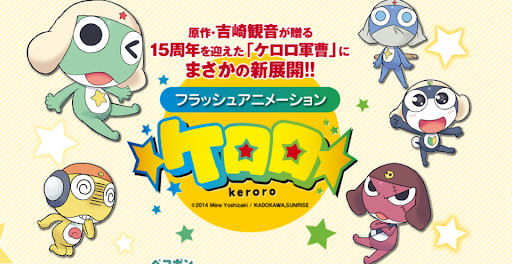 原作・吉崎観音が贈る
15周年を迎えた「ケロロ軍曹」に
まさかの新展開!!
フラッシュアニメーション
ケロロ
keroro
©2014 Mine Yoshizaki / KADOKAWA,SUNRISE